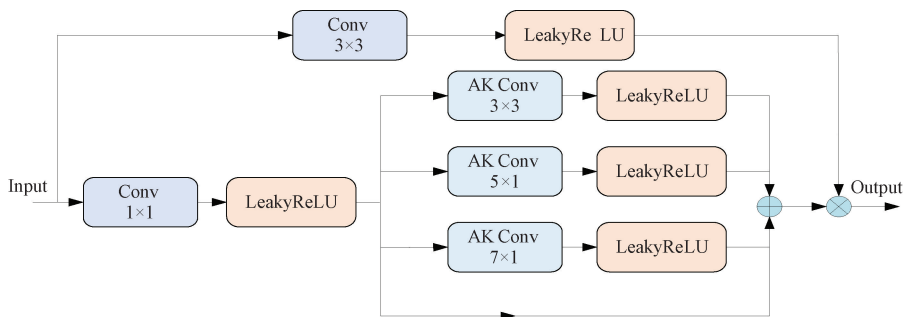 Conv
3×3
LeakyRe LU
AK Conv
3×3
LeakyReLU
Input
Conv
1×1
LeakyReLU
AK Conv
5×1
LeakyReLU
Output
AK Conv
7×1
LeakyReLU